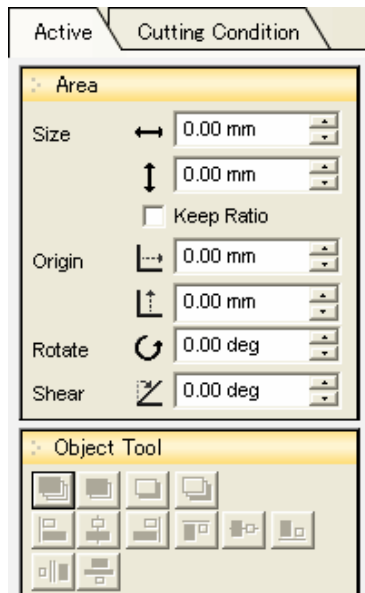 Active Cutting Condition
Area
Size 0.00 mm
0.00 mm
Keep Ratio
Origin 0.00 mm
0.00 mm
Rotate 0.00 deg
Shear 0.00 deg
Object Tool